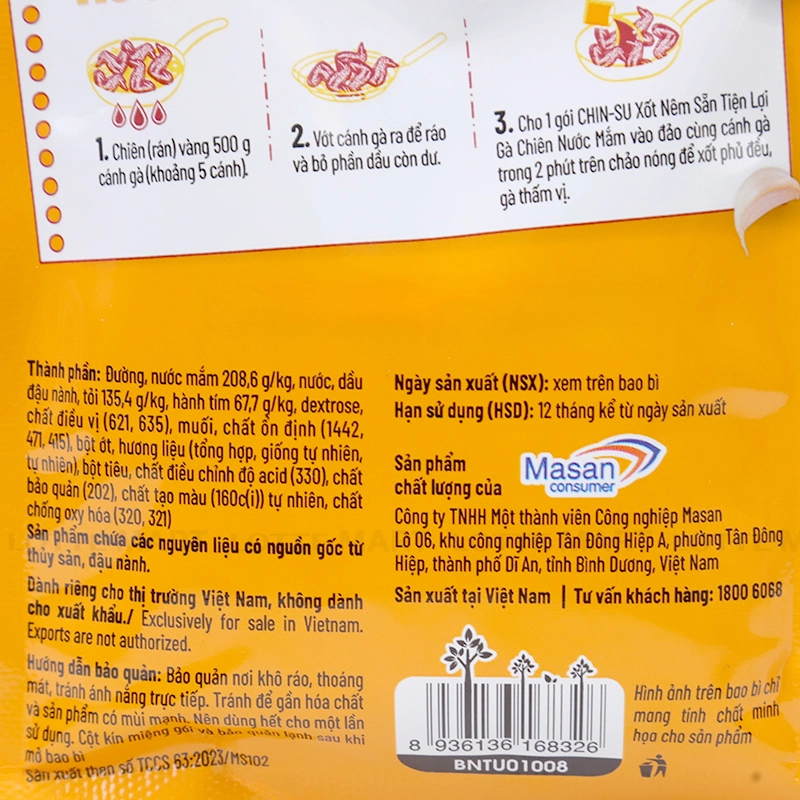 1. Chiên (rán) vàng 500 g
cánh gà (khoảng 5 cánh).
2. Vớt cánh gà ra để ráo
và bỏ phần dầu còn dư.
3. Cho 1 gói CHIN-SU Xốt Nêm Sẵn Tiện Lợi
Gà Chiên Nước Mắm vào đảo cùng cánh gà
trong 2 phút trên chảo nóng để xốt phủ đều,
gà thấm vị.
Thành phần: Đường, nước mắm 208,6 g/kg, nước, dầu
đậu nành, tỏi 135,4 g/kg, hành tím 67,7 g/kg, dextrose,
chất điều vị (621, 635), muối, chất ổn định (1442,
471, 415), bột ớt, hương liệu (tổng hợp, giống tự nhiên,
tự nhiên), bột tiêu, chất điều chỉnh độ acid (330), chất
bảo quản (202), chất tạo màu (160c(i)) tự nhiên, chất
chống oxy hóa (320, 321)
Sản phẩm chứa các nguyên liệu có nguồn gốc từ
thủy sản, đậu nành.
Dành riêng cho thị trường Việt Nam, không dành
cho xuất khẩu./ Exclusively for sale in Vietnam.
Exports are not authorized.
Hướng dẫn bảo quản: Bảo quản nơi khô ráo, thoáng
mát, tránh ánh nắng trực tiếp. Tránh để gần hóa chất
và sản phẩm có mùi mạnh. Nên dùng hết cho một lần
sử dụng. Cột kín miệng gói và bảo quản lạnh sau khi
mở bao bì
Sản xuất theo số TCCS 63:2023/MS102
Ngày sản xuất (NSX): xem trên bao bì
Hạn sử dụng (HSD): 12 tháng kể từ ngày sản xuất
Sản phẩm
chất lượng của
Masan
consumer
Công ty TNHH Một thành viên Công nghiệp Masan
Lô 06, khu công nghiệp Tân Đông Hiệp A, phường Tân Đông
Hiệp, thành phố Dĩ An, tỉnh Bình Dương, Việt Nam
Sản xuất tại Việt Nam | Tư vấn khách hàng: 1800 6068
8 936136 168326
BNTU01008
Hình ảnh trên bao bì chỉ
mang tính chất minh
họa cho sản phẩm